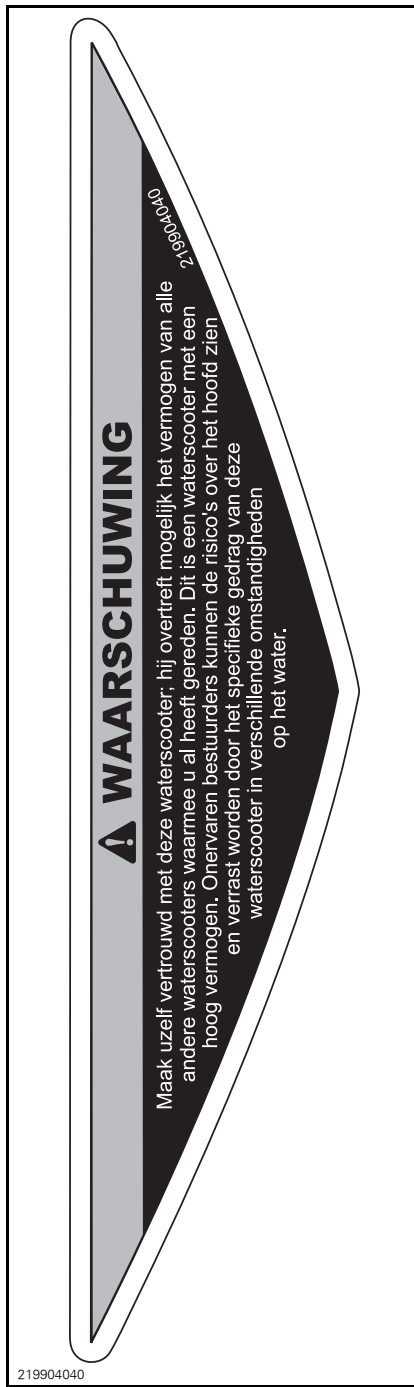 ⚠ WAARSCHUWING
219904040
Maak uzelf vertrouwd met deze waterscooter; hij overtreft mogelijk het vermogen van alle
andere waterscooters waarmee u al heeft gereden. Dit is een waterscooter met een
hoog vermogen. Onervaren bestuurders kunnen de risico's over het hoofd zien
en verrast worden door het specifieke gedrag van deze
waterscooter in verschillende omstandigheden
op het water.
219904040